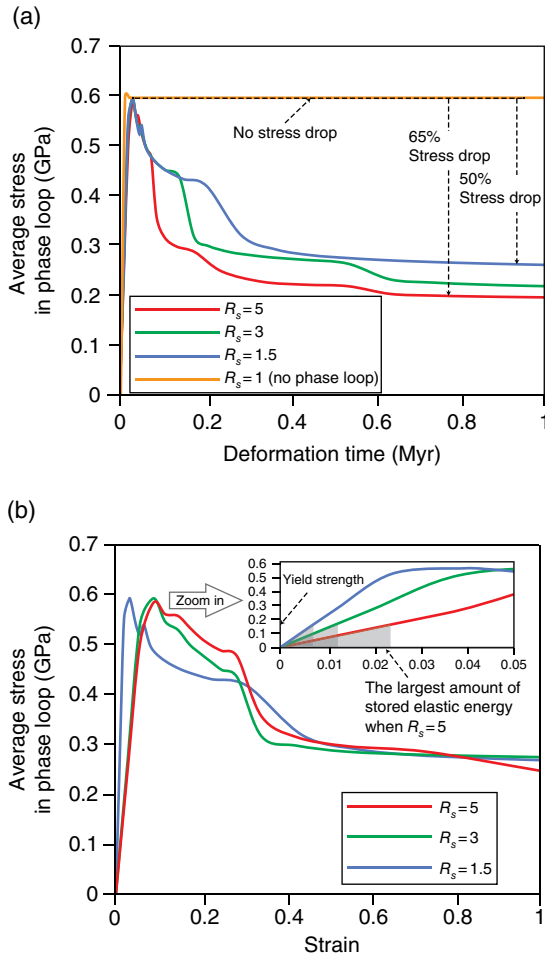 (a)
0.7
0.6
0.5
0.4
0.3
0.2
0.1
0
Average stress
in phase loop (GPa)
No stress drop
65%
Stress drop
50%
Stress drop
Rs = 5
Rs = 3
Rs = 1.5
Rs = 1 (no phase loop)
0 0.2 0.4 0.6 0.8 1
Deformation time (Myr)
(b)
0.7
0.6
0.5
0.4
0.3
0.2
0.1
0
Average stress
in phase loop (GPa)
Zoom in
0.6
0.5
0.4
0.3
0.2
0.1
0
Yield strength
0 0.01 0.02 0.03 0.04 0.05
The largest amount of
stored elastic energy
when Rs = 5
Rs = 5
Rs = 3
Rs = 1.5
0 0.2 0.4 0.6 0.8 1
Strain